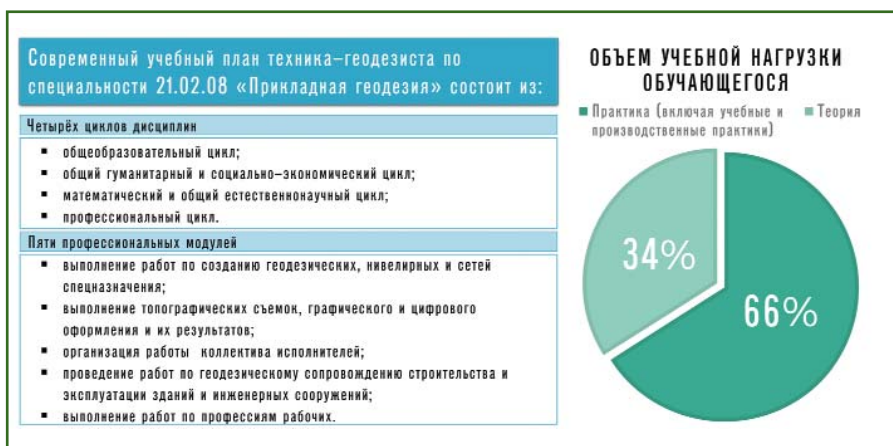 Современный учебный план техника–геодезиста по
специальности 21.02.08 «Прикладная геодезия» состоит из:
Четырёх циклов дисциплин
▪ общеобразовательный цикл;
▪ общий гуманитарный и социально–экономический цикл;
▪ математический и общий естественнонаучный цикл;
▪ профессиональный цикл.
Пяти профессиональных модулей
▪ выполнение работ по созданию геодезических, нивелирных и сетей
спецназначения;
▪ выполнение топографических съемок, графического и цифрового
оформления и их результатов;
▪ организация работы коллектива исполнителей;
▪ проведение работ по геодезическому сопровождению строительства и
эксплуатации зданий и инженерных сооружений;
▪ выполнение работ по профессиям рабочих.
ОБЪЕМ УЧЕБНОЙ НАГРУЗКИ
ОБУЧАЮЩЕГОСЯ
Практика (включая учебные и
производственные практики)
Теория
34%
66%